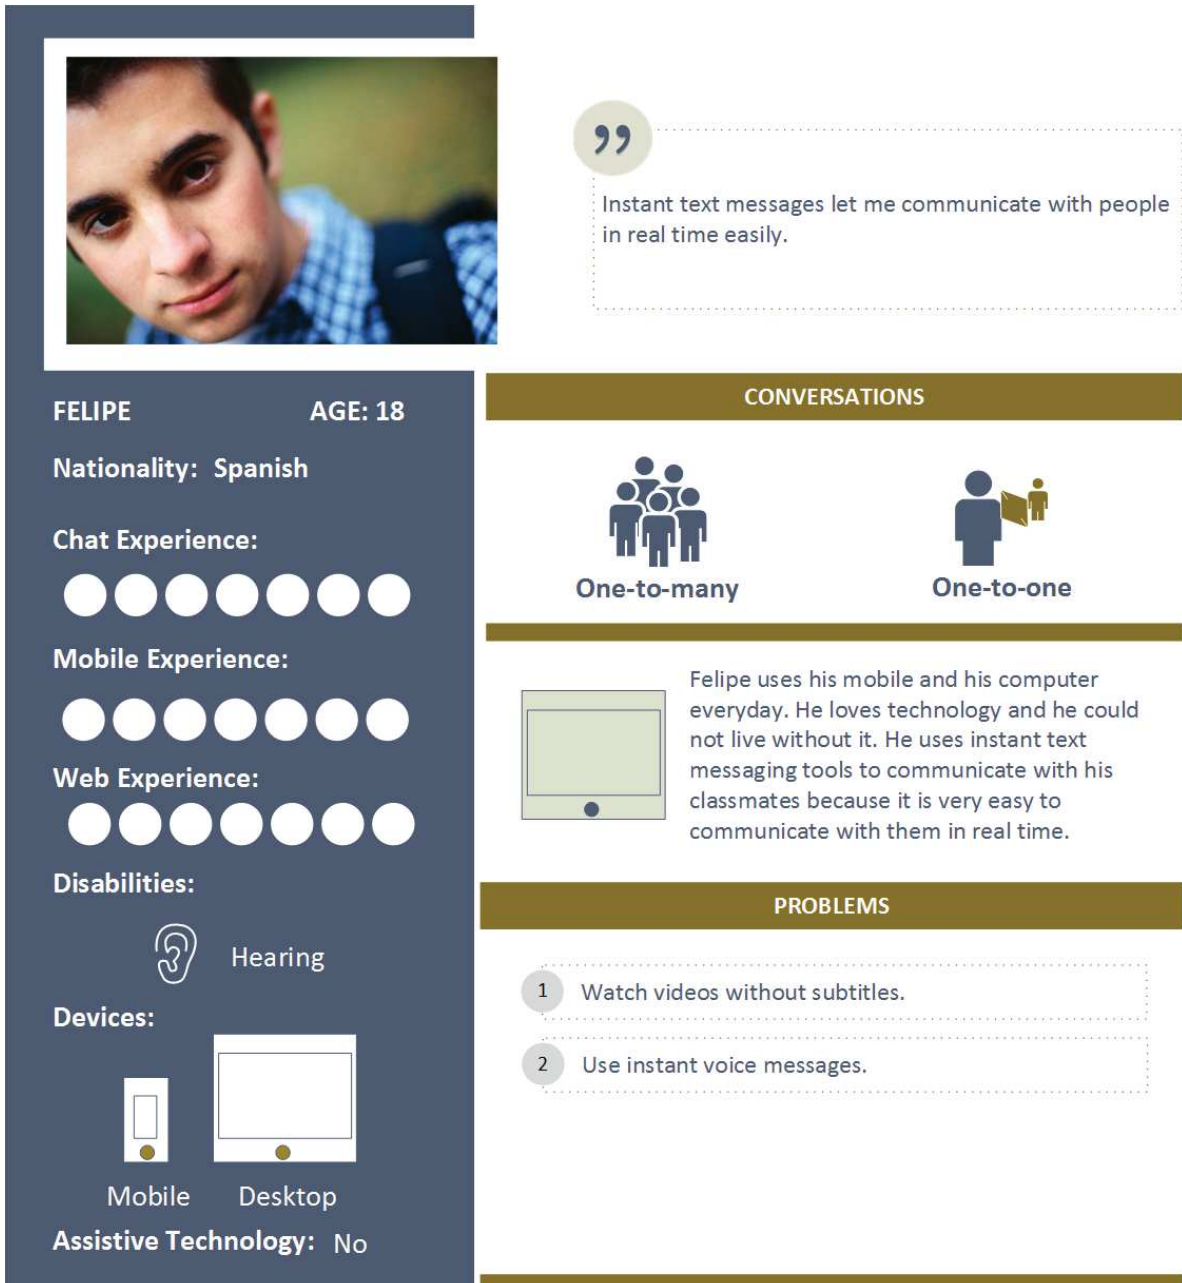 ”
Instant text messages let me communicate with people
in real time easily.
FELIPE AGE: 18
Nationality: Spanish
Chat Experience:
Mobile Experience:
Web Experience:
Disabilities:
Hearing
Devices:
Mobile Desktop
Assistive Technology: No
CONVERSATIONS
One-to-many One-to-one
Felipe uses his mobile and his computer
everyday. He loves technology and he could
not live without it. He uses instant text
messaging tools to communicate with his
classmates because it is very easy to
communicate with them in real time.
PROBLEMS
1 Watch videos without subtitles.
2 Use instant voice messages.